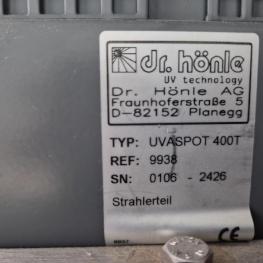 dr. hönle
UV technology
Dr. Hönle AG
Fraunhoferstraße 5
D-82152 Planegg
TYP: UVASPOT 400T
REF: 9938
SN: 0106 - 2426
Strahlerteil